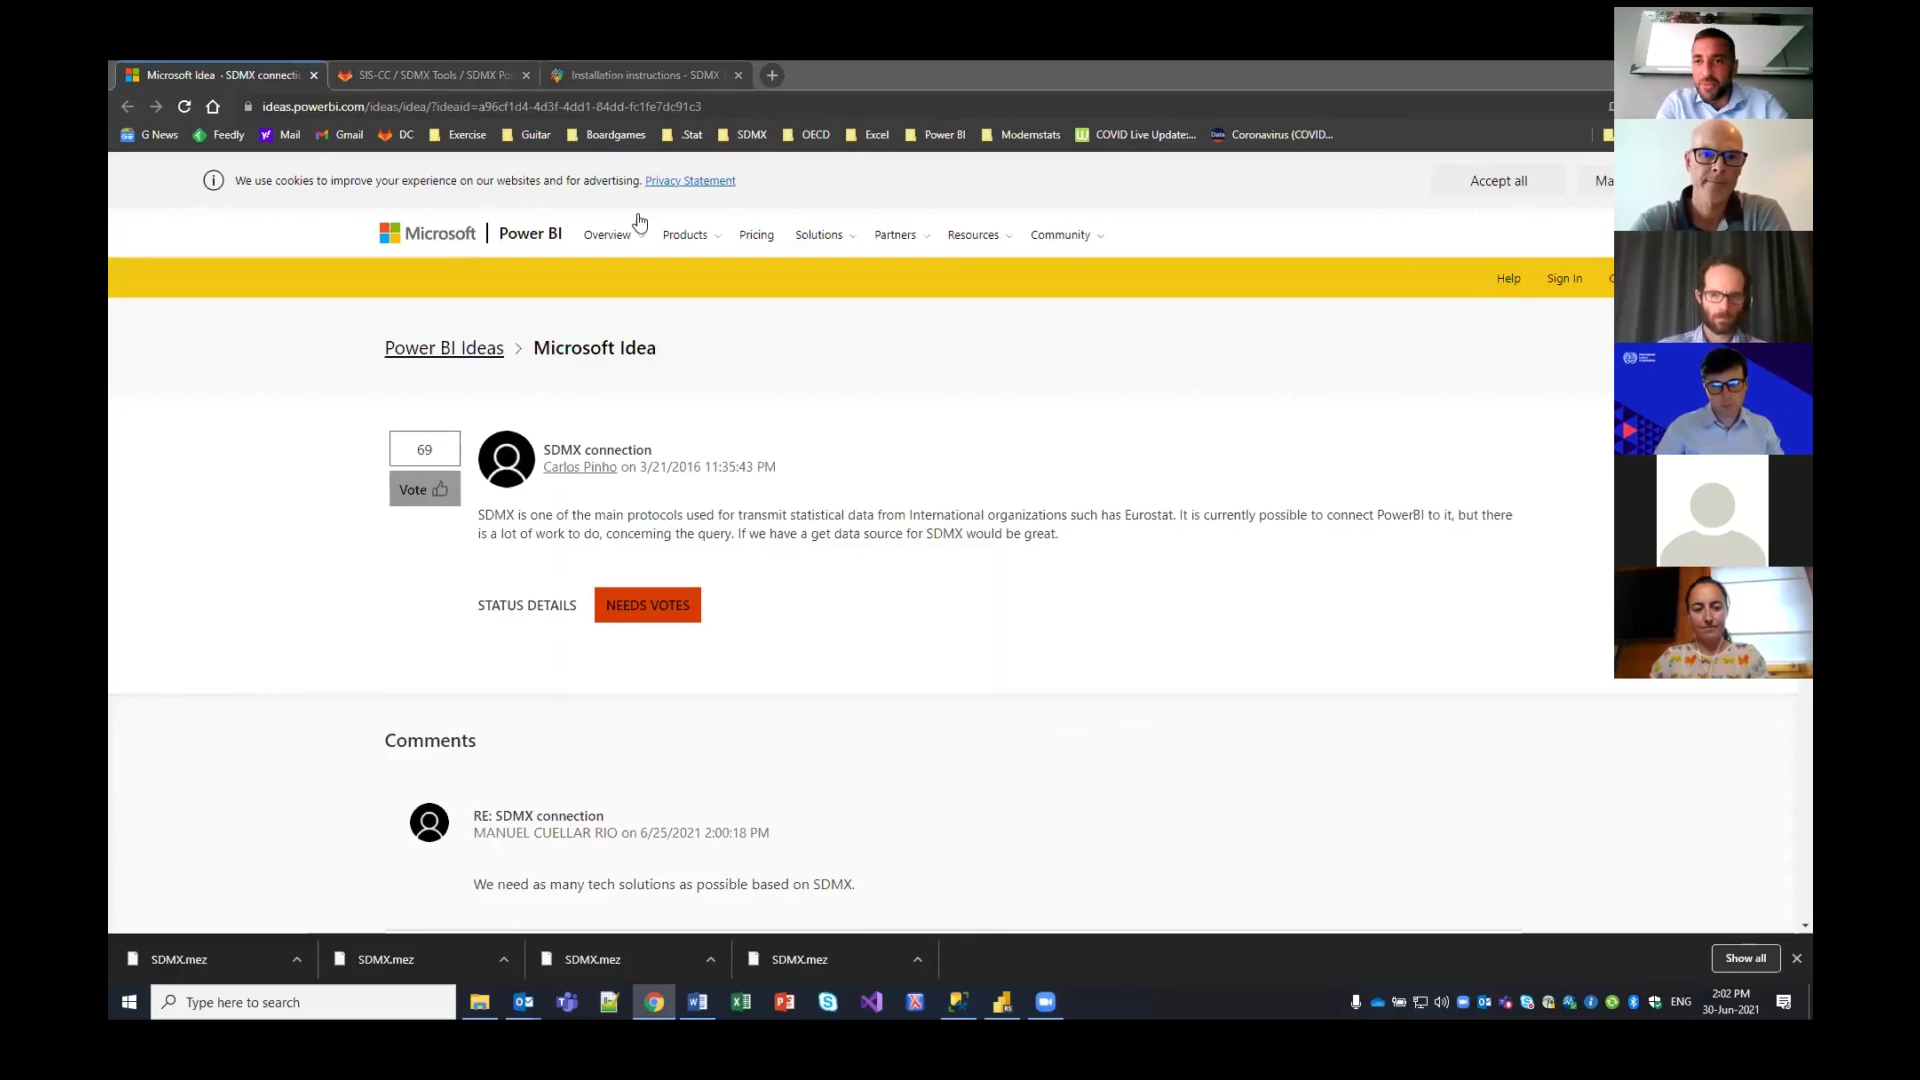 Microsoft Idea · SDMX connecti
SIS-CC / SDMX Tools / SDMX Po
Installation instructions - SDMX
ideas.powerbi.com/ideas/idea/?ideaid=a96cf1d4-4d3f-4dd1-84dd-fc1fe7dc91c3
G News
Feedly
Mail
Gmail
DC
Exercise
Guitar
Boardgames
.Stat
SDMX
OECD
Excel
Power BI
Modernstats
COVID Live Update:...
Coronavirus (COVID...
We use cookies to improve your experience on our websites and for advertising. Privacy Statement
Accept all
Ma
Microsoft
Power BI
Overview
Products
Pricing
Solutions
Partners
Resources
Community
Help
Sign In
Power BI Ideas > Microsoft Idea
69
Vote
SDMX connection
Carlos Pinho on 3/21/2016 11:35:43 PM
SDMX is one of the main protocols used for transmit statistical data from International organizations such has Eurostat. It is currently possible to connect PowerBI to it, but there
is a lot of work to do, concerning the query. If we have a get data source for SDMX would be great.
STATUS DETAILS
NEEDS VOTES
Comments
RE: SDMX connection
MANUEL CUELLAR RIO on 6/25/2021 2:00:18 PM
We need as many tech solutions as possible based on SDMX.
SDMX.mez
SDMX.mez
SDMX.mez
SDMX.mez
Show all
Type here to search
ENG
2:02 PM
30-Jun-2021